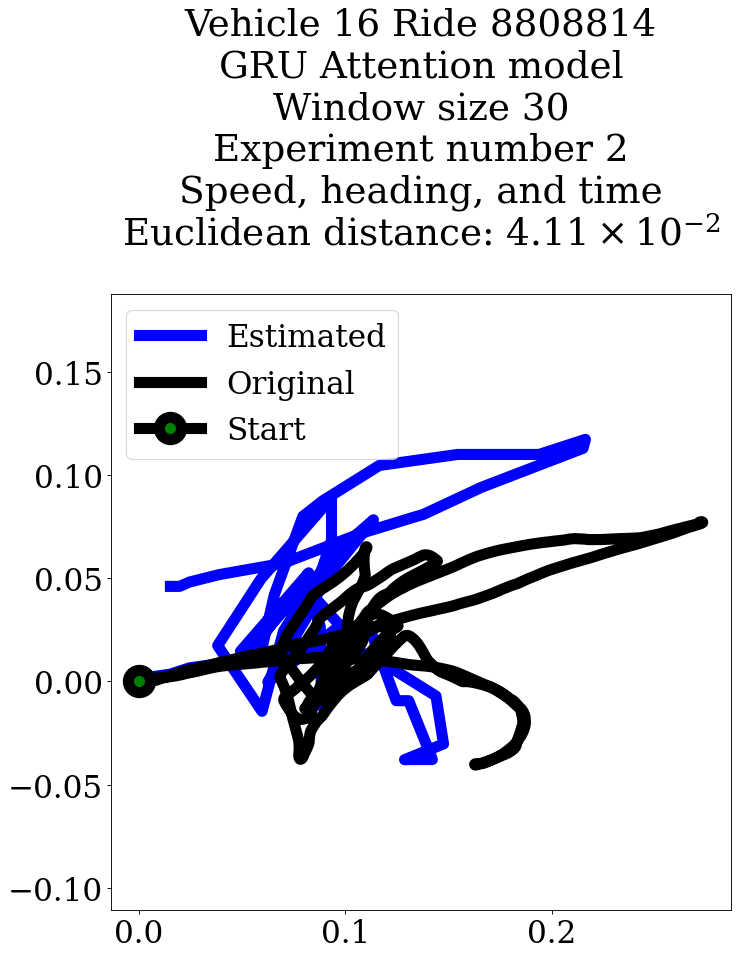 Vehicle 16 Ride 8808814
GRU Attention model
Window size 30
Experiment number 2
Speed, heading, and time
Euclidean distance: 4.11 × 10⁻²
Estimated
Original
Start
0.15
0.10
0.05
0.00
−0.05
−0.10
0.0 0.1 0.2